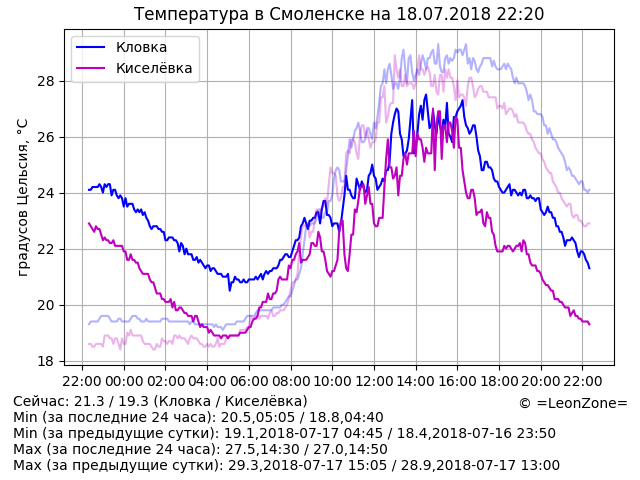 Температура в Смоленске на 18.07.2018 22:20
Кловка
Киселёвка
градусов Цельсия, °C
28
26
24
22
20
18
22:00 00:00 02:00 04:00 06:00 08:00 10:00 12:00 14:00 16:00 18:00 20:00 22:00
Сейчас: 21.3 / 19.3 (Кловка / Киселёвка)
© =LeonZone=
Min (за последние 24 часа): 20.5,05:05 / 18.8,04:40
Min (за предыдущие сутки): 19.1,2018-07-17 04:45 / 18.4,2018-07-16 23:50
Max (за последние 24 часа): 27.5,14:30 / 27.0,14:50
Max (за предыдущие сутки): 29.3,2018-07-17 15:05 / 28.9,2018-07-17 13:00